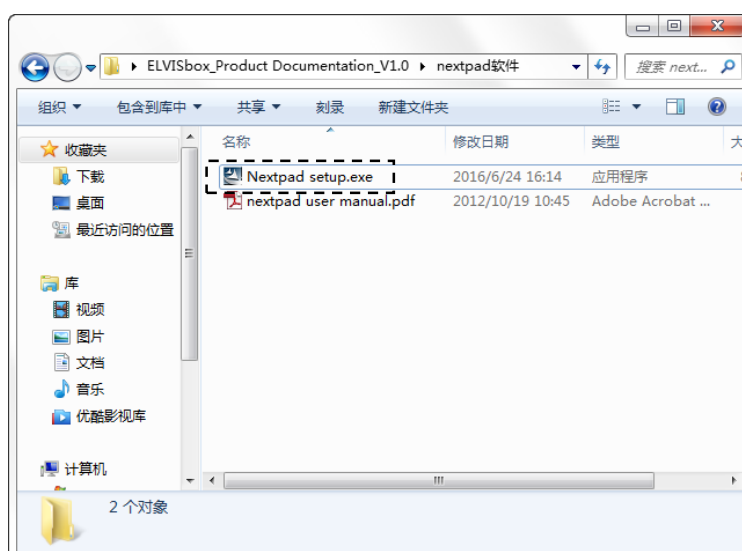 ELVISbox_Product Documentation_V1.0 nextpad软件 搜索 next...
组织 包含到库中 共享 刻录 新建文件夹
名称 修改日期 类型 大
收藏夹
下载
桌面
最近访问的位置
库
视频
图片
文档
音乐
优酷影视库
计算机
Nextpad setup.exe 2016/6/24 16:14 应用程序
nextpad user manual.pdf 2012/10/19 10:45 Adobe Acrobat ...
2 个对象